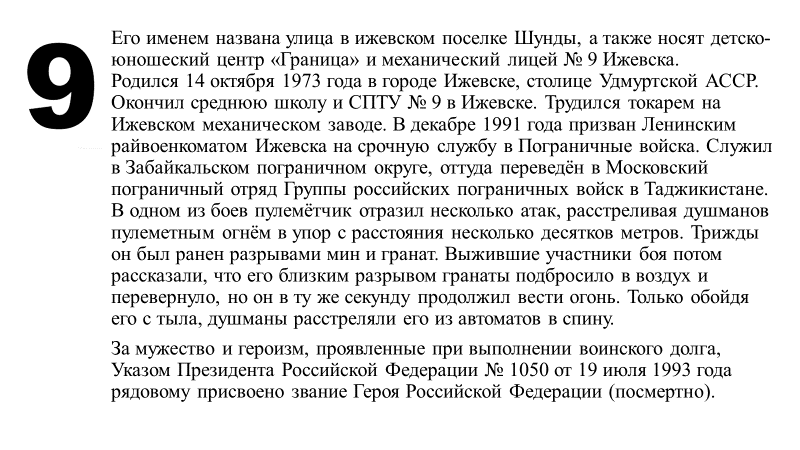 9
Его именем названа улица в ижевском поселке Шунды, а также носят детско-
юношеский центр «Граница» и механический лицей № 9 Ижевска.
Родился 14 октября 1973 года в городе Ижевске, столице Удмуртской АССР.
Окончил среднюю школу и СПТУ № 9 в Ижевске. Трудился токарем на
Ижевском механическом заводе. В декабре 1991 года призван Ленинским
райвоенкоматом Ижевска на срочную службу в Пограничные войска. Служил
в Забайкальском пограничном округе, оттуда переведён в Московский
пограничный отряд Группы российских пограничных войск в Таджикистане.
В одном из боев пулемётчик отразил несколько атак, расстреливая душманов
пулеметным огнём в упор с расстояния несколько десятков метров. Трижды
он был ранен разрывами мин и гранат. Выжившие участники боя потом
рассказали, что его близким разрывом гранаты подбросило в воздух и
перевернуло, но он в ту же секунду продолжил вести огонь. Только обойдя
его с тыла, душманы расстреляли его из автоматов в спину.
За мужество и героизм, проявленные при выполнении воинского долга,
Указом Президента Российской Федерации № 1050 от 19 июля 1993 года
рядовому присвоено звание Героя Российской Федерации (посмертно).